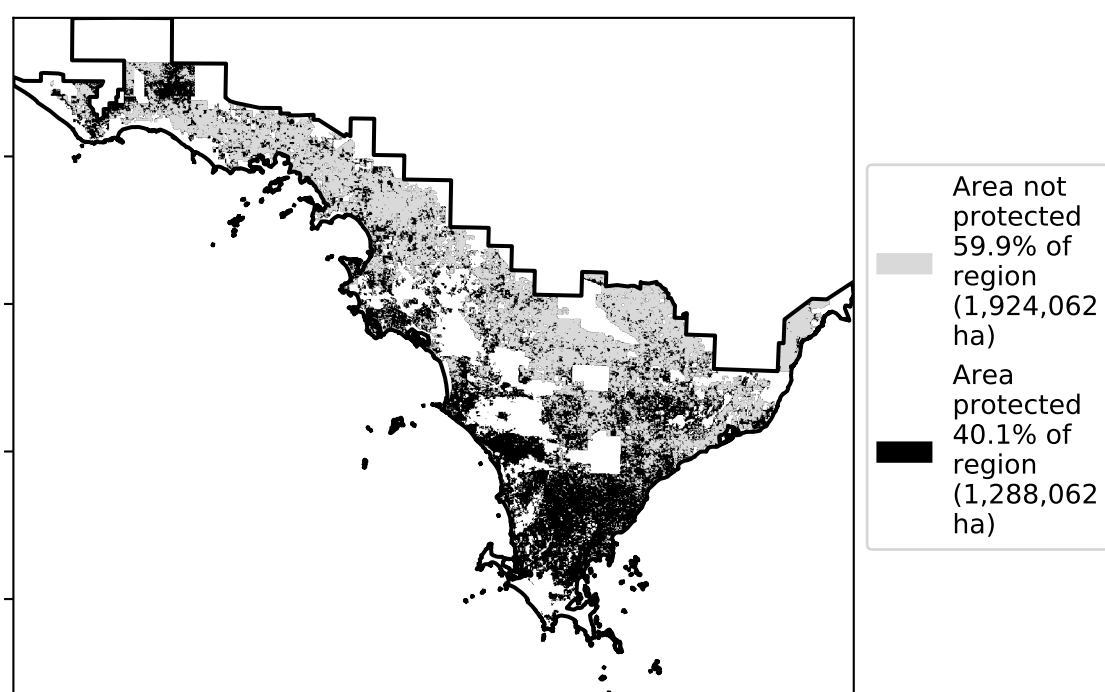 Area not
protected
59.9% of
region
(1,924,062
ha)
Area
protected
40.1% of
region
(1,288,062
ha)